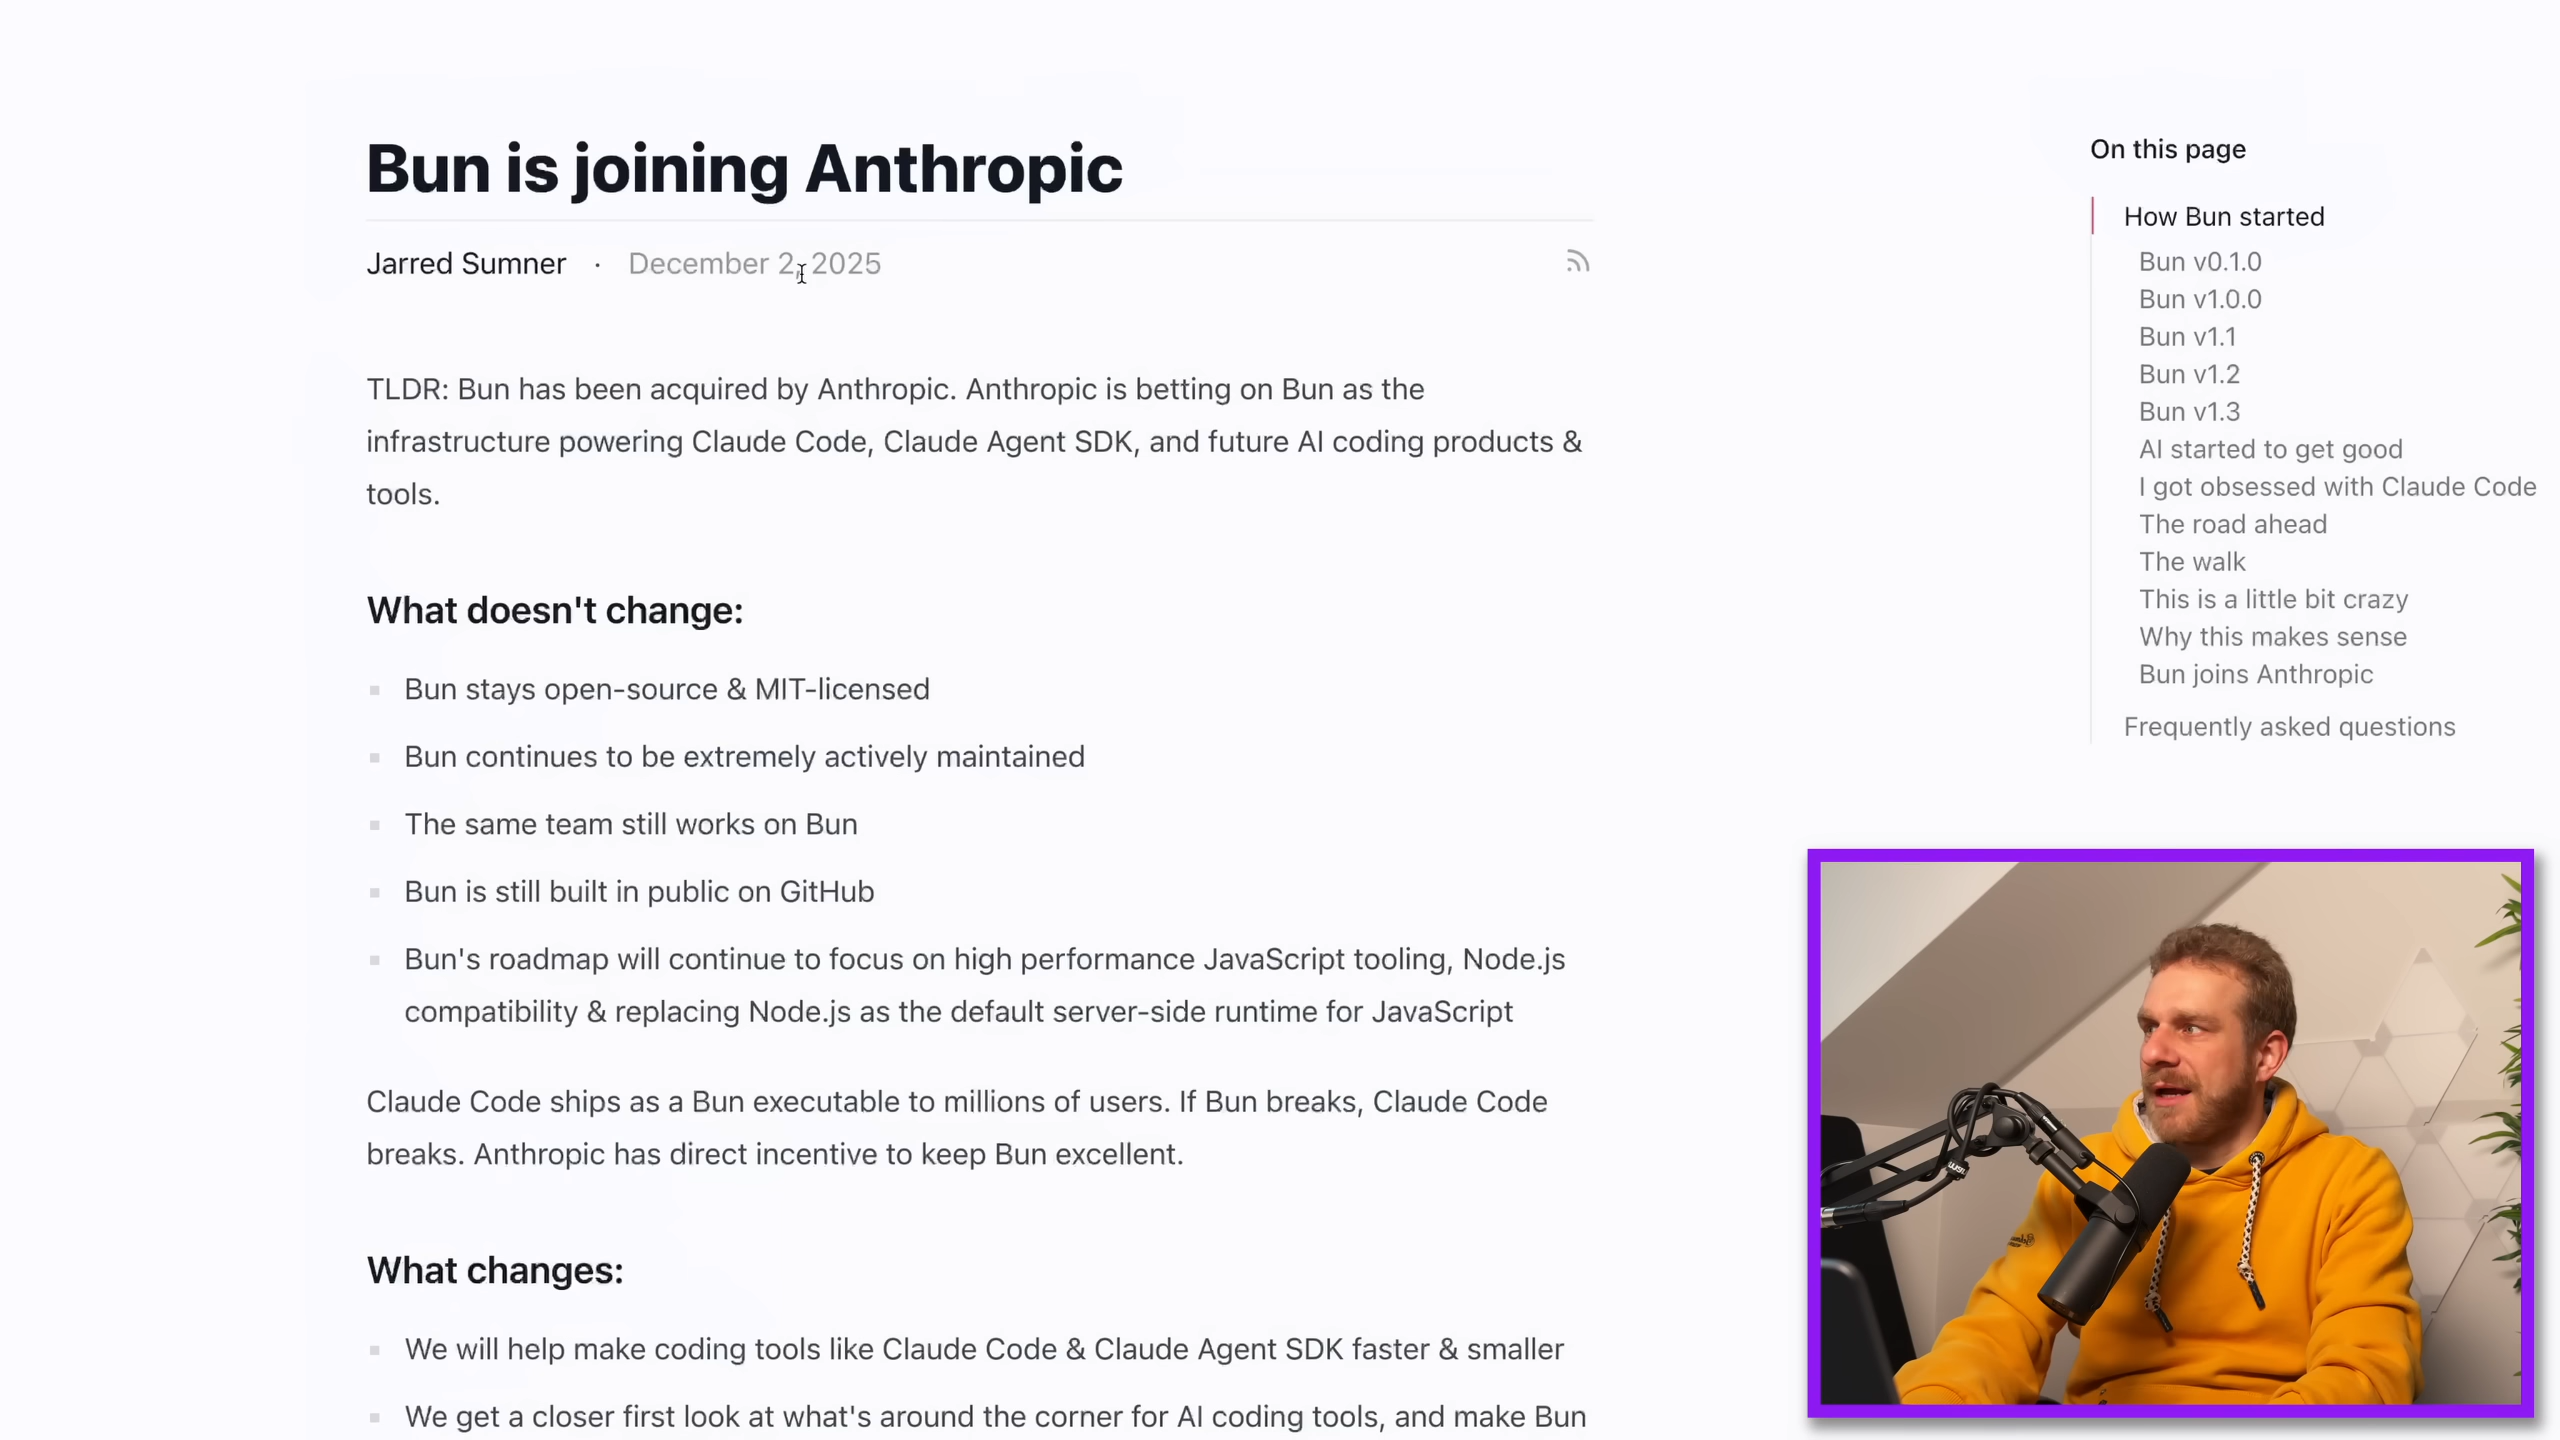 Bun is joining Anthropic
Jarred Sumner · December 2, 2025
TLDR: Bun has been acquired by Anthropic. Anthropic is betting on Bun as the
infrastructure powering Claude Code, Claude Agent SDK, and future AI coding products &
tools.
What doesn't change:
Bun stays open-source & MIT-licensed
Bun continues to be extremely actively maintained
The same team still works on Bun
Bun is still built in public on GitHub
Bun's roadmap will continue to focus on high performance JavaScript tooling, Node.js
compatibility & replacing Node.js as the default server-side runtime for JavaScript
Claude Code ships as a Bun executable to millions of users. If Bun breaks, Claude Code
breaks. Anthropic has direct incentive to keep Bun excellent.
What changes:
We will help make coding tools like Claude Code & Claude Agent SDK faster & smaller
We get a closer first look at what's around the corner for AI coding tools, and make Bun
On this page
How Bun started
Bun v0.1.0
Bun v1.0.0
Bun v1.1
Bun v1.2
Bun v1.3
AI started to get good
I got obsessed with Claude Code
The road ahead
The walk
This is a little bit crazy
Why this makes sense
Bun joins Anthropic
Frequently asked questions